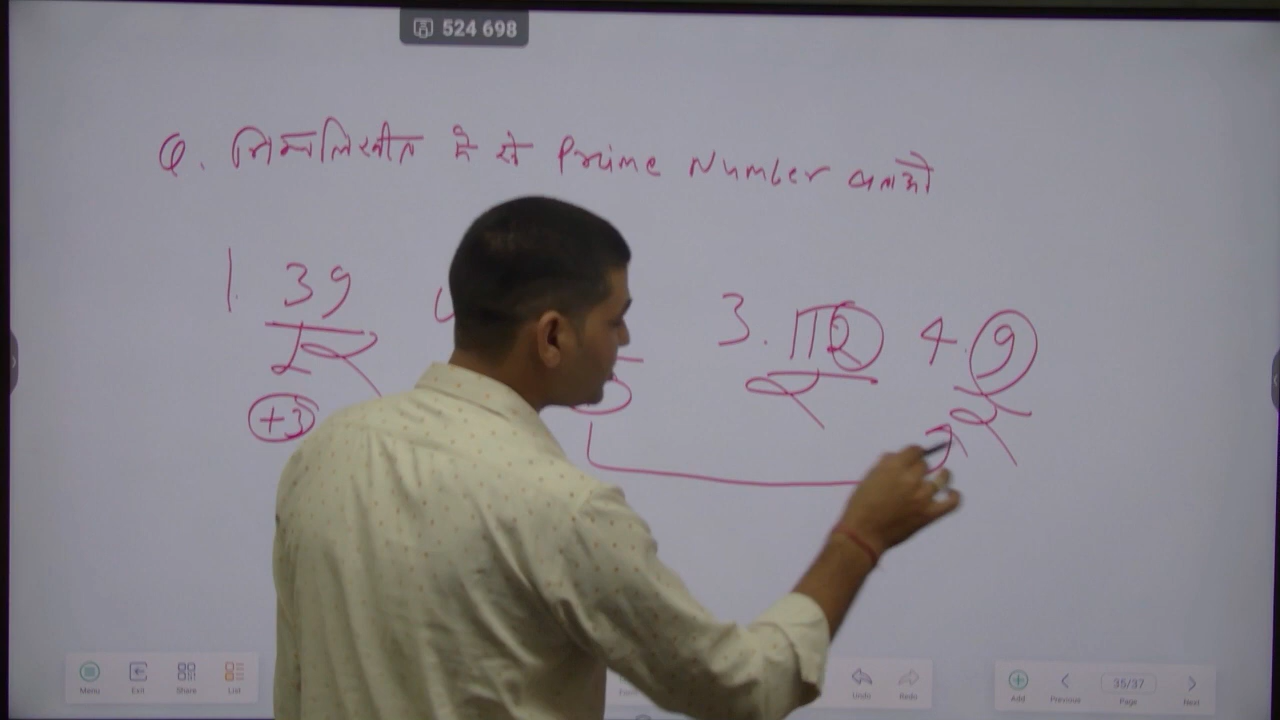 524 698
Q. निम्नलिखीत में से Prime Number बताओ
1. 39 3. 112 4. 9
+3
Menu Exit Share List Undo Redo Add Previous 35/37 Page Next